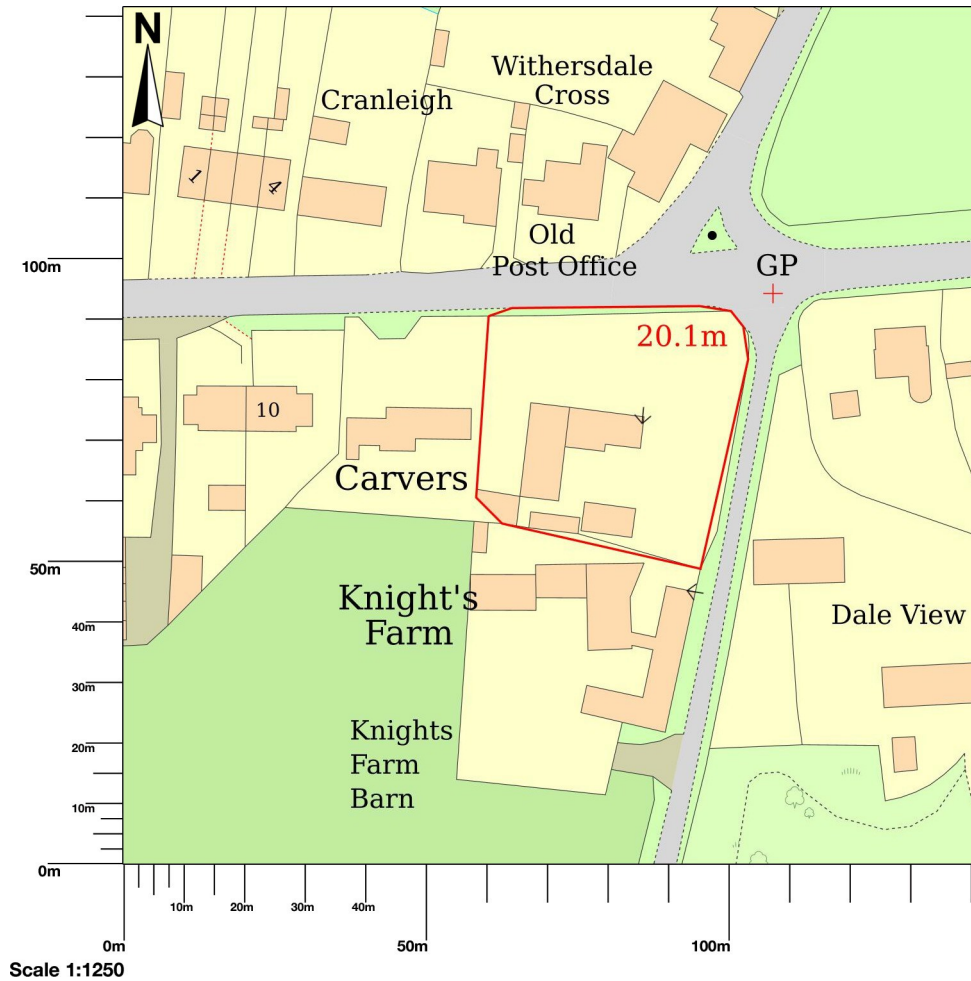 N
Withersdale
Cross
Cranleigh
1
4
Old
Post Office
GP
100m
20.1m
10
Carvers
50m
Knight's
Farm
40m
Dale View
30m
Knights
Farm
Barn
20m
10m
0m
10m
20m
30m
40m
0m
50m
100m
Scale 1:1250